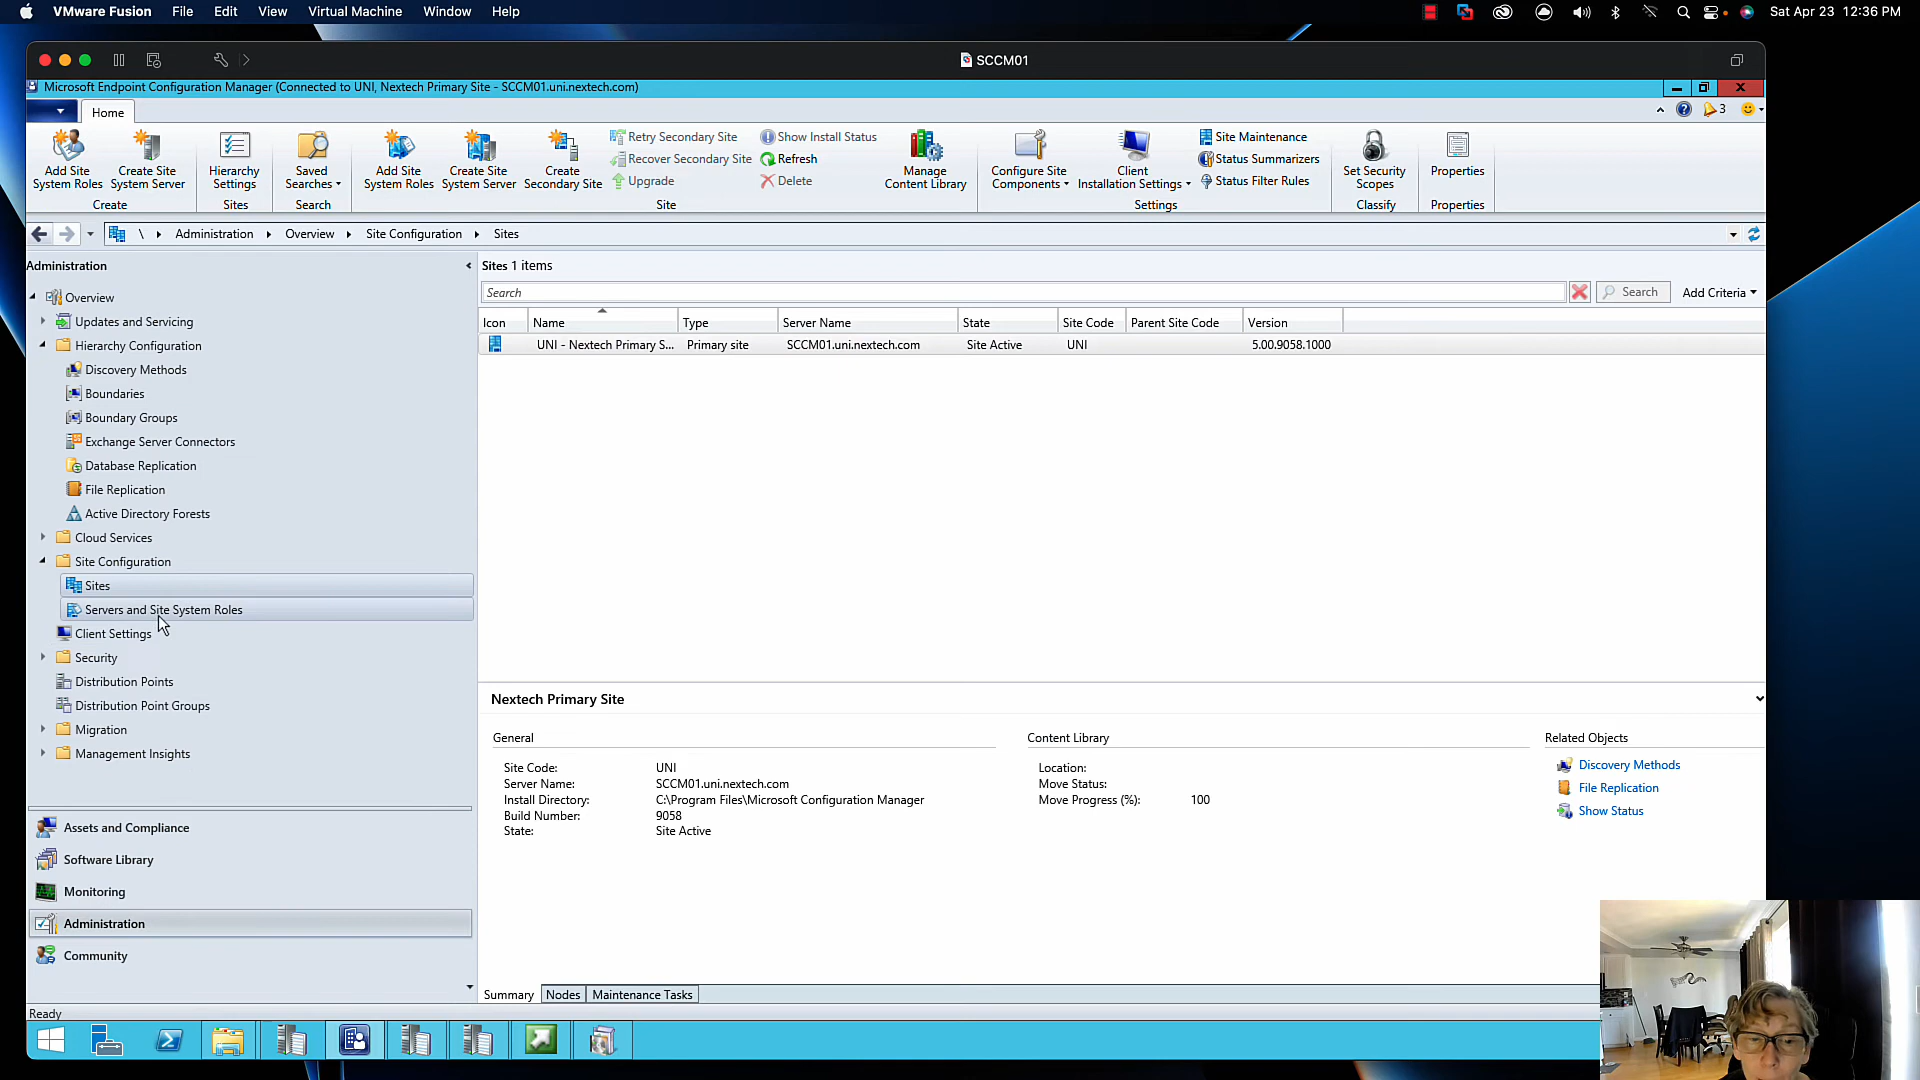 VMware Fusion File Edit View Virtual Machine Window Help Sat Apr 23 12:36 PM
SCCM01
Microsoft Endpoint Configuration Manager (Connected to UNI, Nextech Primary Site - SCCM01.uni.nextech.com)
Home
3
Add Site System Roles
Create Site System Server
Create
Hierarchy Settings
Sites
Saved Searches
Search
Add Site System Roles
Create Site System Server
Create Secondary Site
Retry Secondary Site
Recover Secondary Site
Upgrade
Show Install Status
Refresh
Delete
Manage Content Library
Site
Configure Site Components
Client Installation Settings
Site Maintenance
Status Summarizers
Status Filter Rules
Settings
Set Security Scopes
Classify
Properties
Properties
\ Administration Overview Site Configuration Sites
Administration
Overview
Updates and Servicing
Hierarchy Configuration
Discovery Methods
Boundaries
Boundary Groups
Exchange Server Connectors
Database Replication
File Replication
Active Directory Forests
Cloud Services
Site Configuration
Sites
Servers and Site System Roles
Client Settings
Security
Distribution Points
Distribution Point Groups
Migration
Management Insights
Assets and Compliance
Software Library
Monitoring
Administration
Community
Sites 1 items
Search Search Add Criteria
Icon Name Type Server Name State Site Code Parent Site Code Version
UNI - Nextech Primary S... Primary site SCCM01.uni.nextech.com Site Active UNI 5.00.9058.1000
Nextech Primary Site
General
Site Code: UNI
Server Name: SCCM01.uni.nextech.com
Install Directory: C:\Program Files\Microsoft Configuration Manager
Build Number: 9058
State: Site Active
Content Library
Location:
Move Status:
Move Progress (%): 100
Related Objects
Discovery Methods
File Replication
Show Status
Summary Nodes Maintenance Tasks
Ready